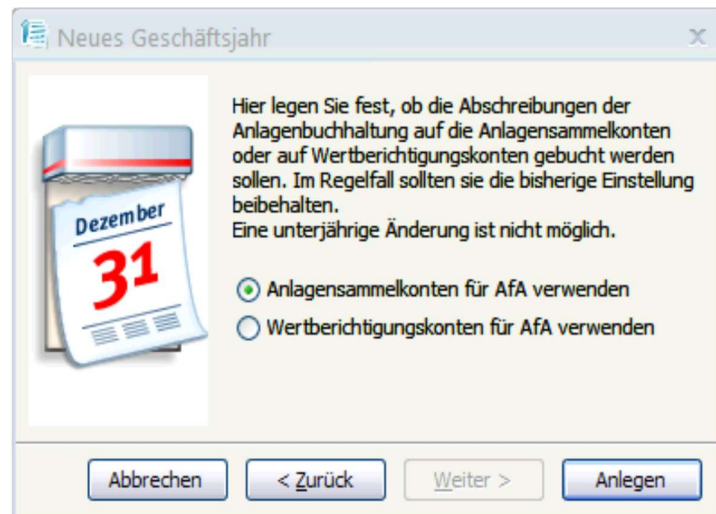 Neues Geschäftsjahr
x
Hier legen Sie fest, ob die Abschreibungen der
Anlagenbuchhaltung auf die Anlagensammelkonten
oder auf Wertberichtigungskonten gebucht werden
sollen. Im Regelfall sollten sie die bisherige Einstellung
beibehalten.
Eine unterjährige Änderung ist nicht möglich.
Dezember
31
Anlagensammelkonten für AfA verwenden
Wertberichtigungskonten für AfA verwenden
Abbrechen
< Zurück
Weiter >
Anlegen